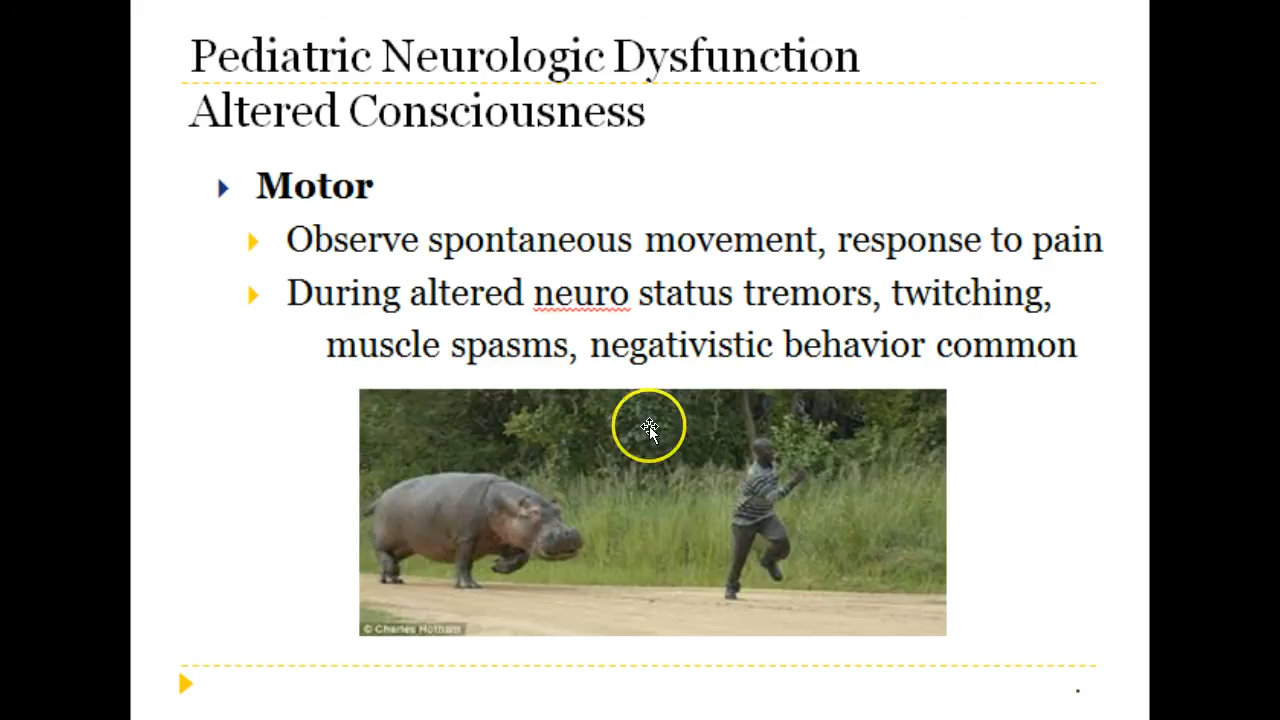 Pediatric Neurologic Dysfunction
Altered Consciousness
Motor
Observe spontaneous movement, response to pain
During altered neuro status tremors, twitching,
muscle spasms, negativistic behavior common
© Charles Hotham
.